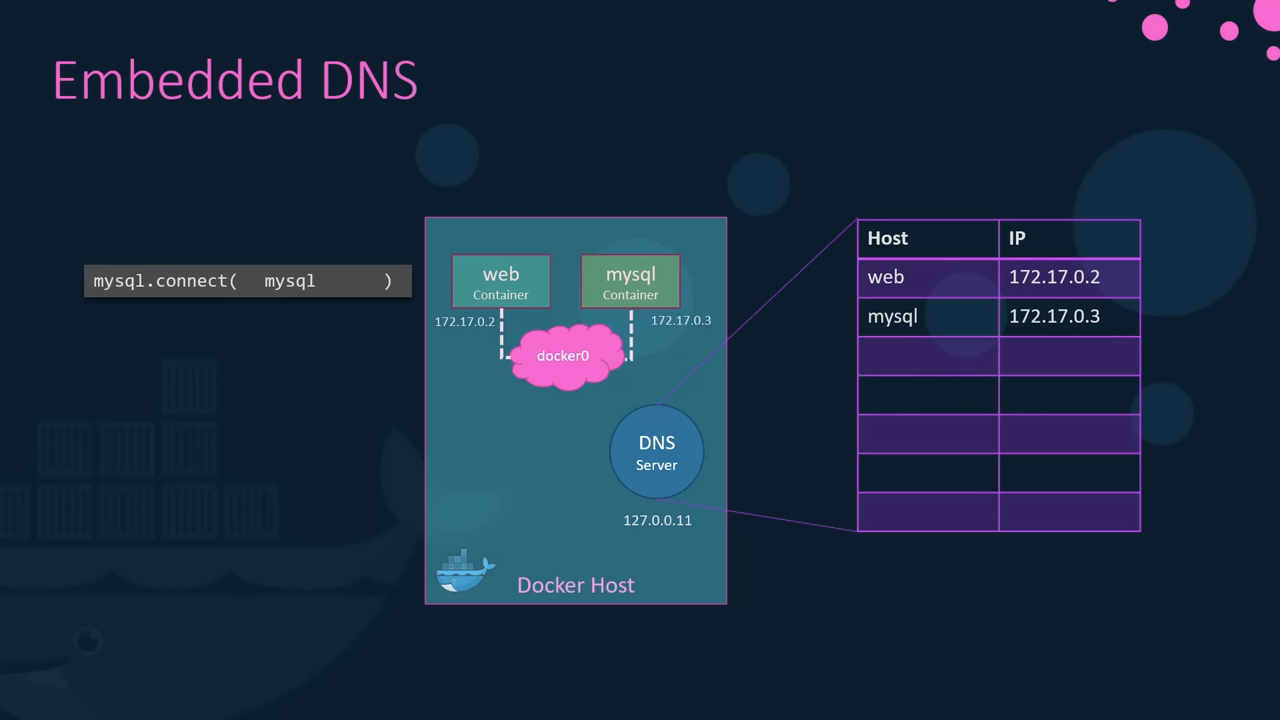 Embedded DNS
mysql.connect( mysql )
web
Container
mysql
Container
172.17.0.2
172.17.0.3
docker0
DNS
Server
127.0.0.11
Docker Host
Host IP
web 172.17.0.2
mysql 172.17.0.3